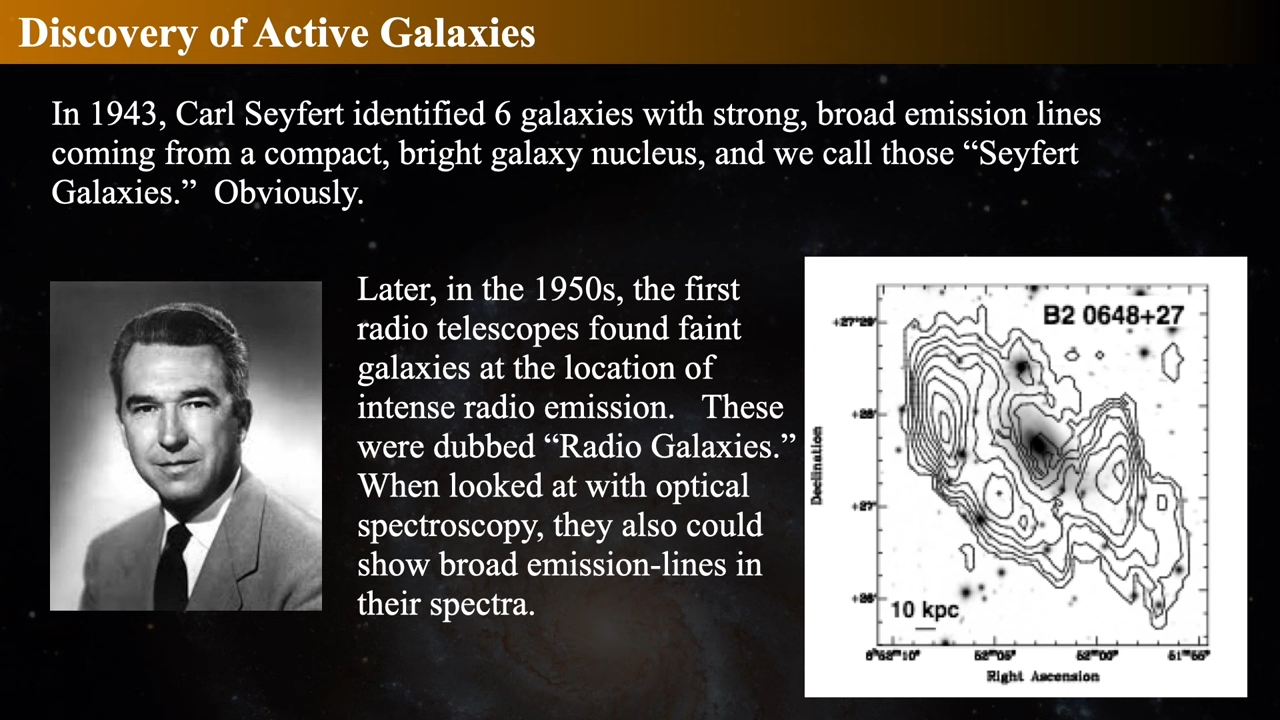 Discovery of Active Galaxies
In 1943, Carl Seyfert identified 6 galaxies with strong, broad emission lines
coming from a compact, bright galaxy nucleus, and we call those “Seyfert
Galaxies.”  Obviously.
Later, in the 1950s, the first
radio telescopes found faint
galaxies at the location of
intense radio emission.   These
were dubbed “Radio Galaxies.”
When looked at with optical
spectroscopy, they also could
show broad emission-lines in
their spectra.
B2 0648+27
Declination
10 kpc
Right Ascension